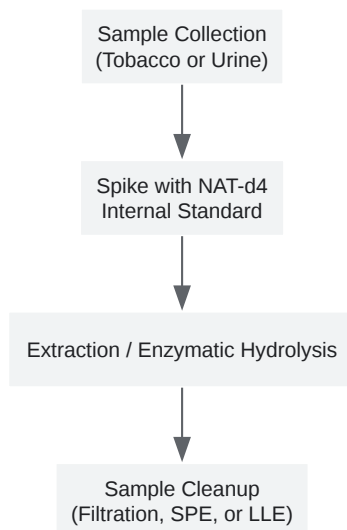 Sample Collection
(Tobacco or Urine)
Spike with NAT-d4
Internal Standard
Extraction / Enzymatic Hydrolysis
Sample Cleanup
(Filtration, SPE, or LLE)